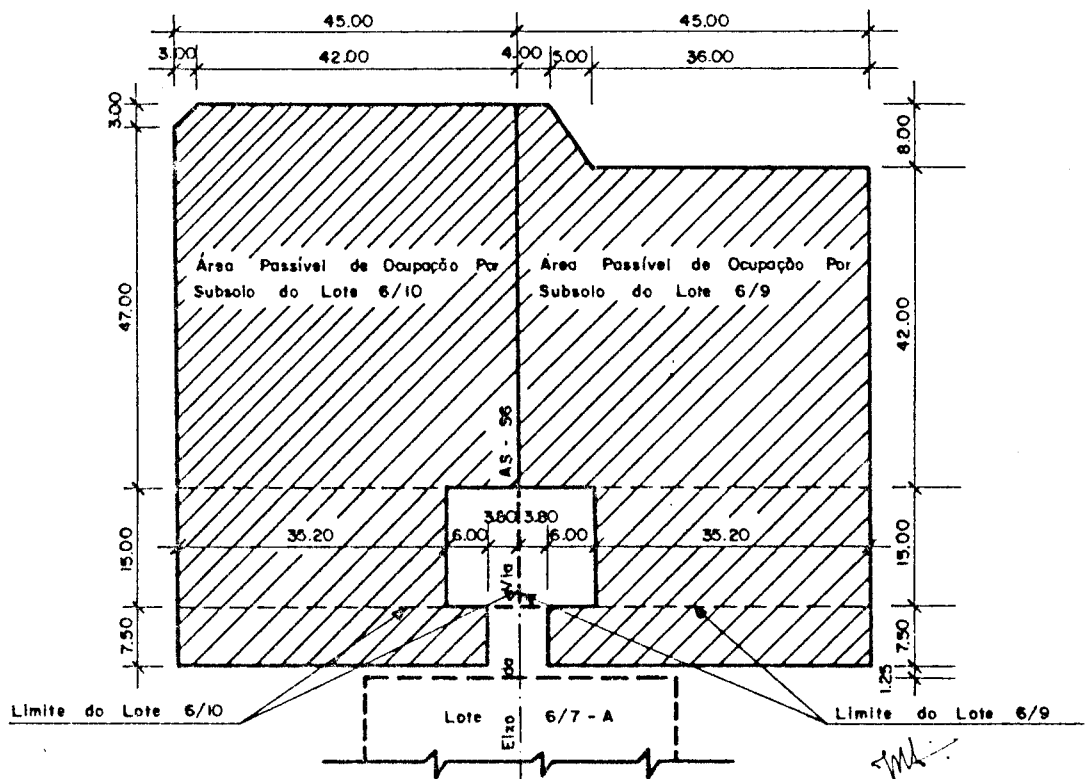 45.00 45.00
3.00 42.00 4.00 5.00 36.00
3.00
8.00
Área Passível de Ocupação Por
Subsolo do Lote 6/10
Área Passível de Ocupação Por
Subsolo do Lote 6/9
47.00
42.00
Eixo da Via AS - S6
3.80 3.80
35.20 6.00 6.00 35.20
15.00
15.00
7.50
7.50
1.25
Limite do Lote 6/10
Lote 6/7 - A
Limite do Lote 6/9